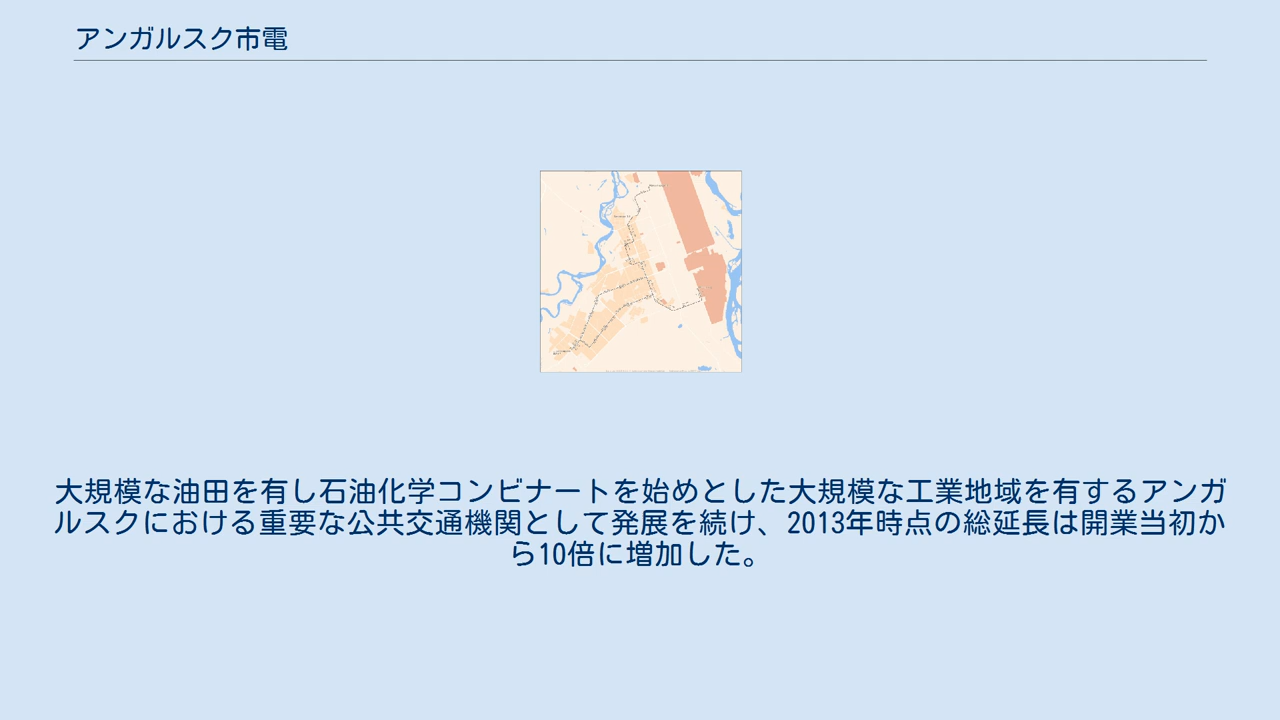 アンガルスク市電
大規模な油田を有し石油化学コンビナートを始めとした大規模な工業地域を有するアンガ
ルスクにおける重要な公共交通機関として発展を続け、2013年時点の総延長は開業当初か
ら10倍に増加した。